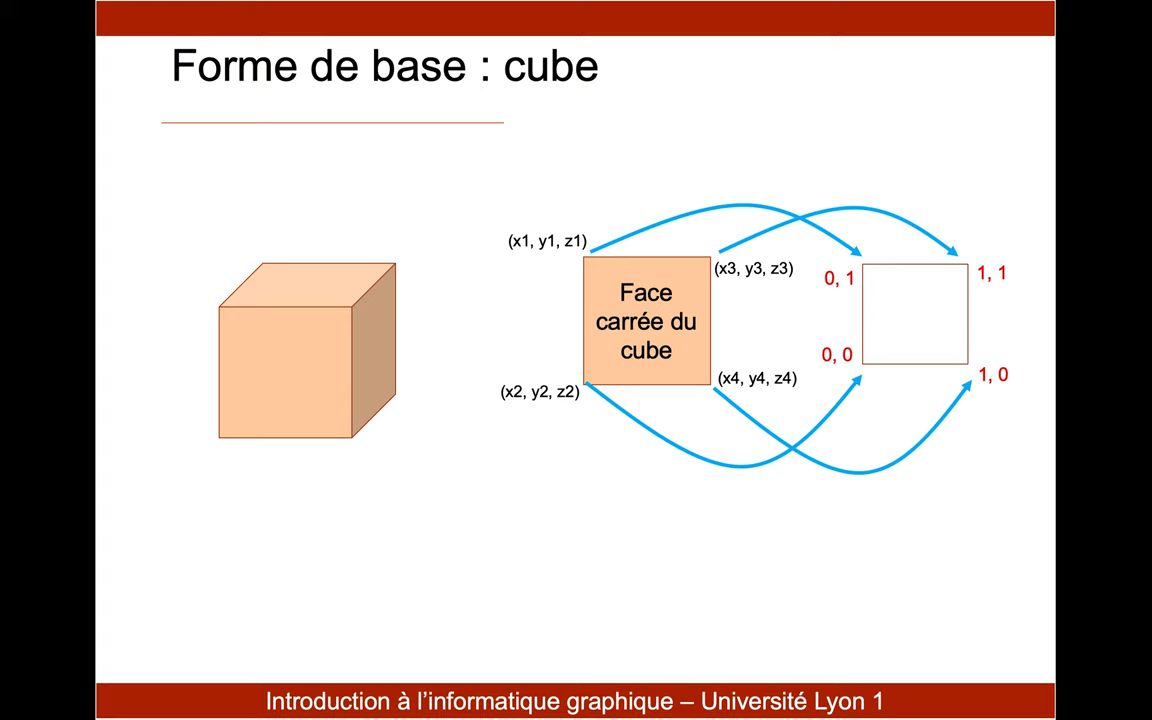 Forme de base : cube
(x1, y1, z1)
(x3, y3, z3)
0, 1
1, 1
Face
carrée du
cube
0, 0
1, 0
(x2, y2, z2)
(x4, y4, z4)
Introduction à l’informatique graphique – Université Lyon 1